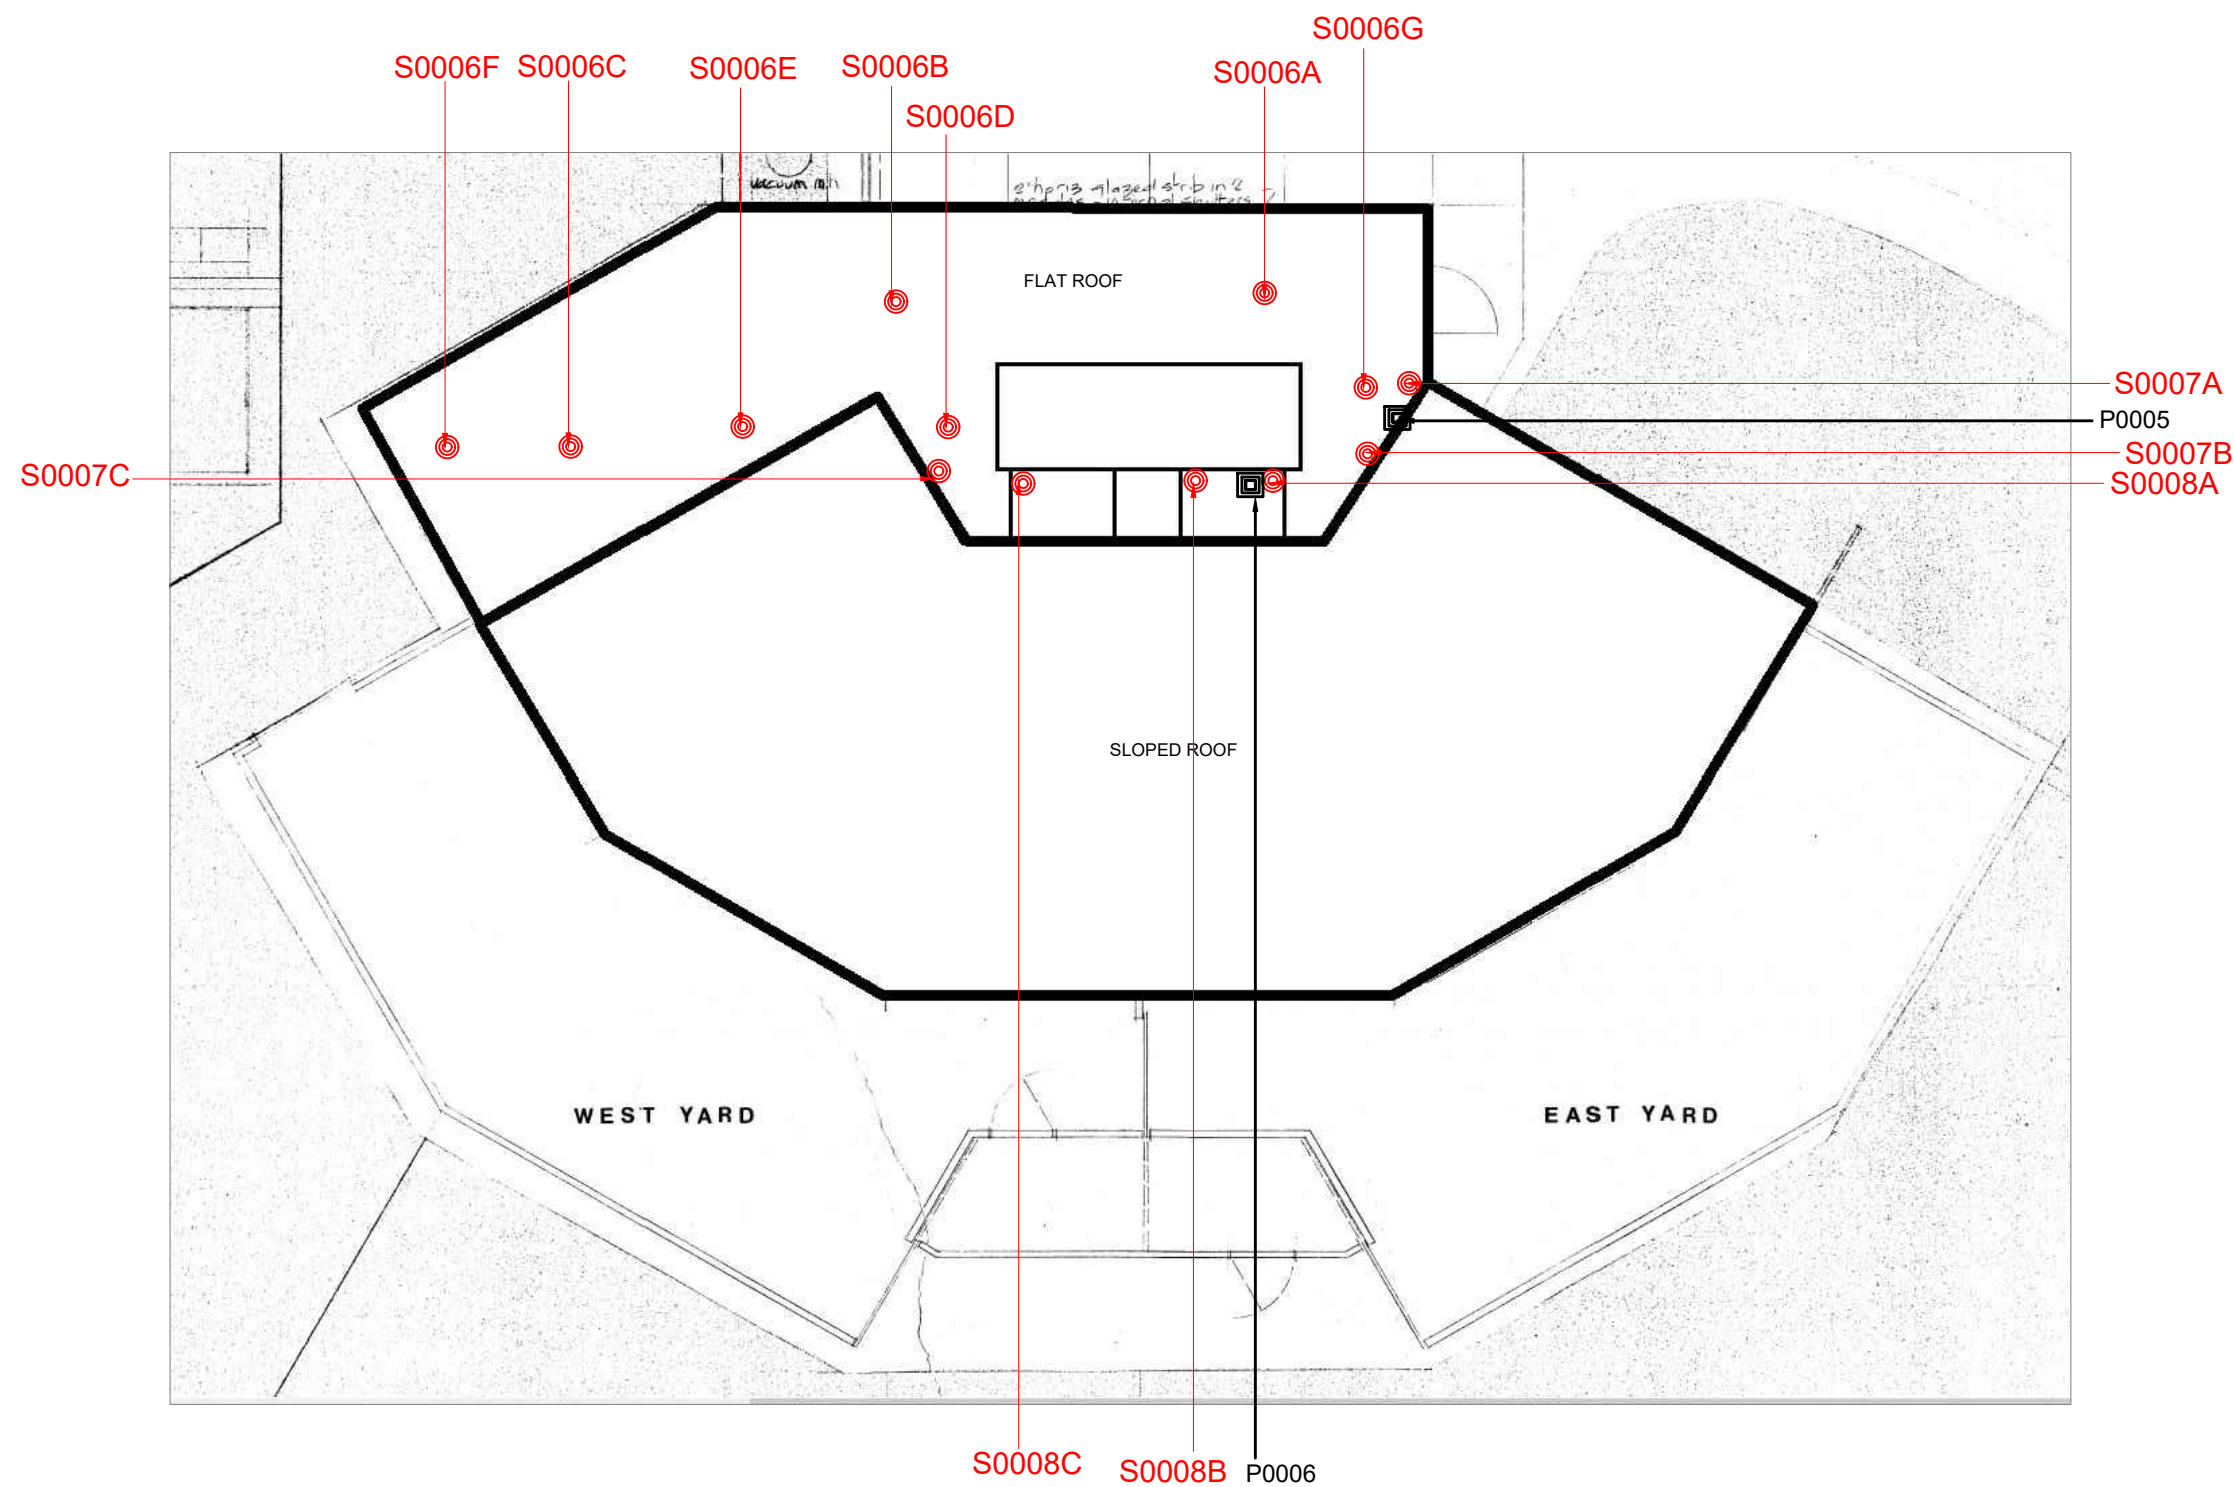 S0006G
S0006F S0006C S0006E S0006B S0006A
S0006D
vacuum m.h
FLAT ROOF
S0007A
P0005
S0007B
S0007C
S0008A
SLOPED ROOF
WEST YARD
EAST YARD
S0008C S0008B P0006